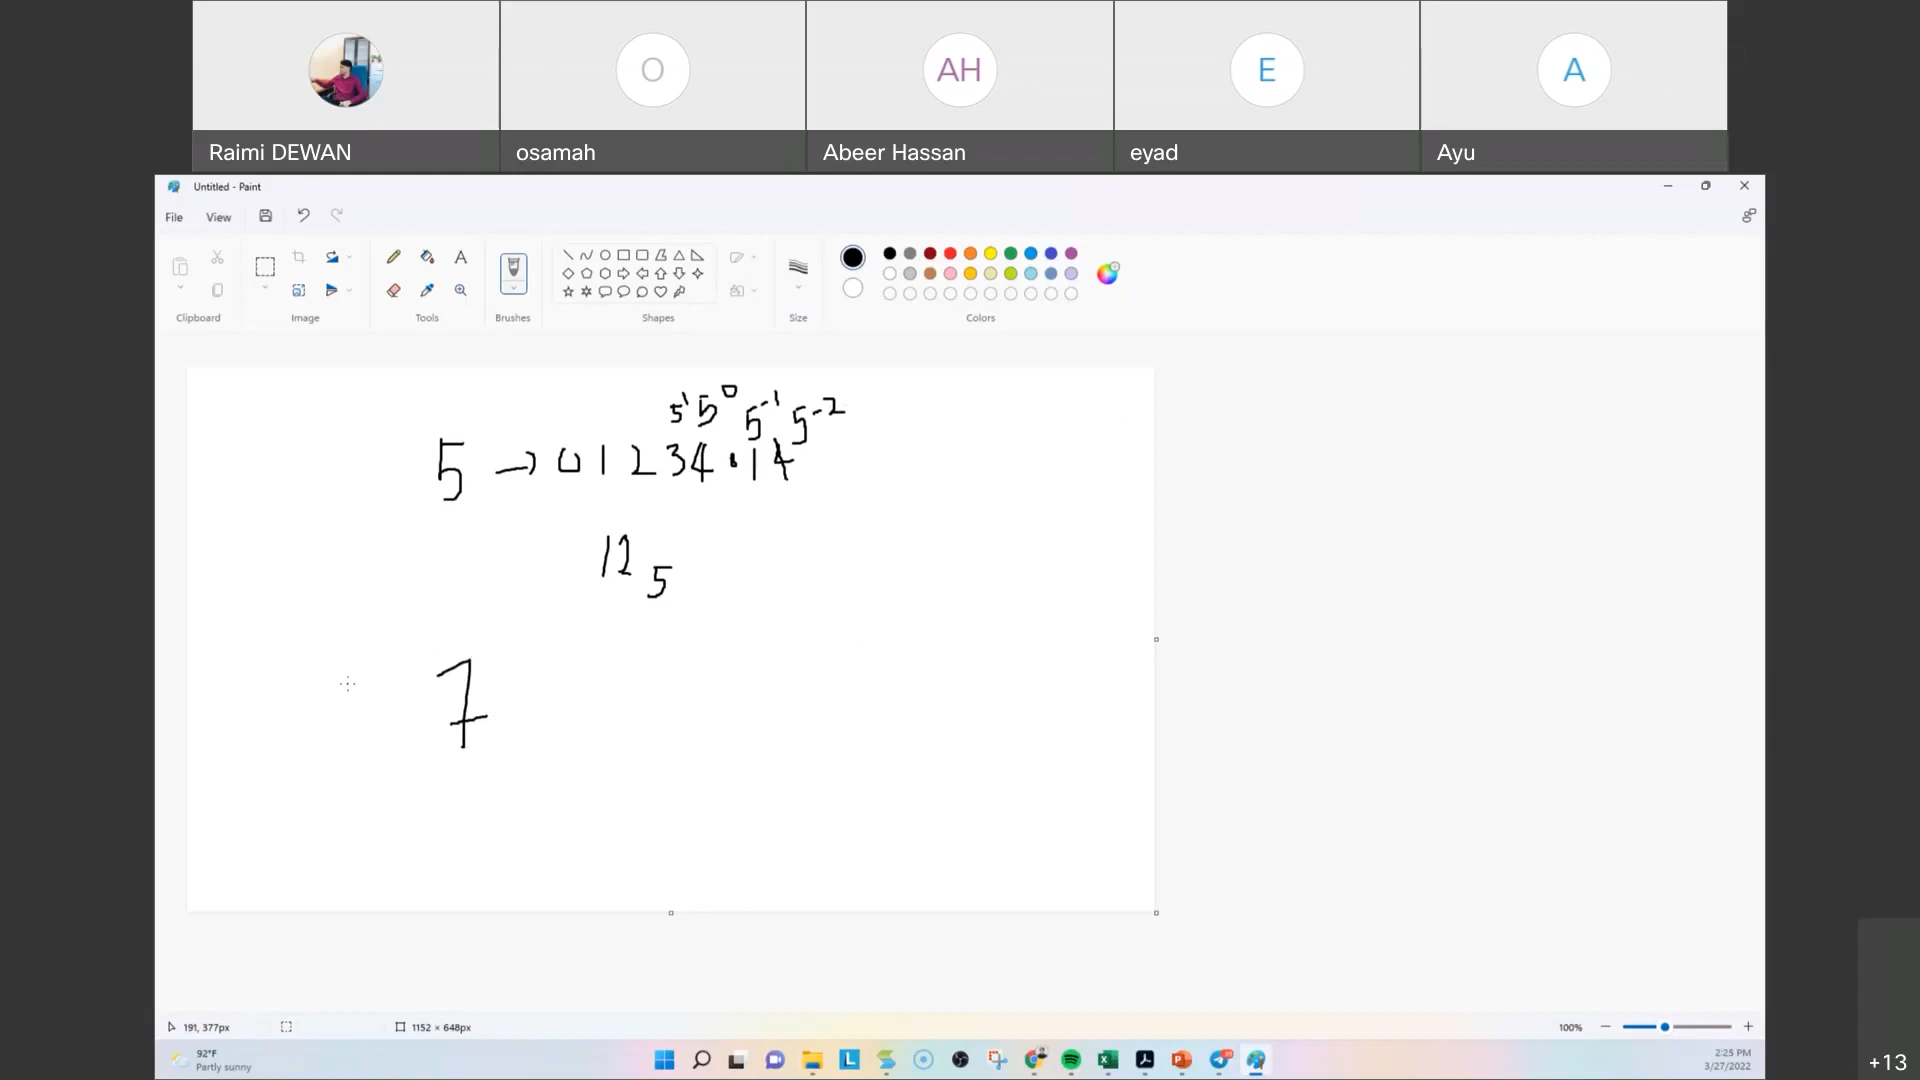 O AH E A
Raimi DEWAN osamah Abeer Hassan eyad Ayu
Untitled - Paint
File View
A
Clipboard Image Tools Brushes Shapes Size Colors
5¹ 5⁰ 5⁻¹ 5⁻²
5 → 0 1 2 3 4 . 1 4
12₅
7
191, 377px 1152 × 648px 100%
92°F
Partly sunny
L
2:25 PM
3/27/2022
+13